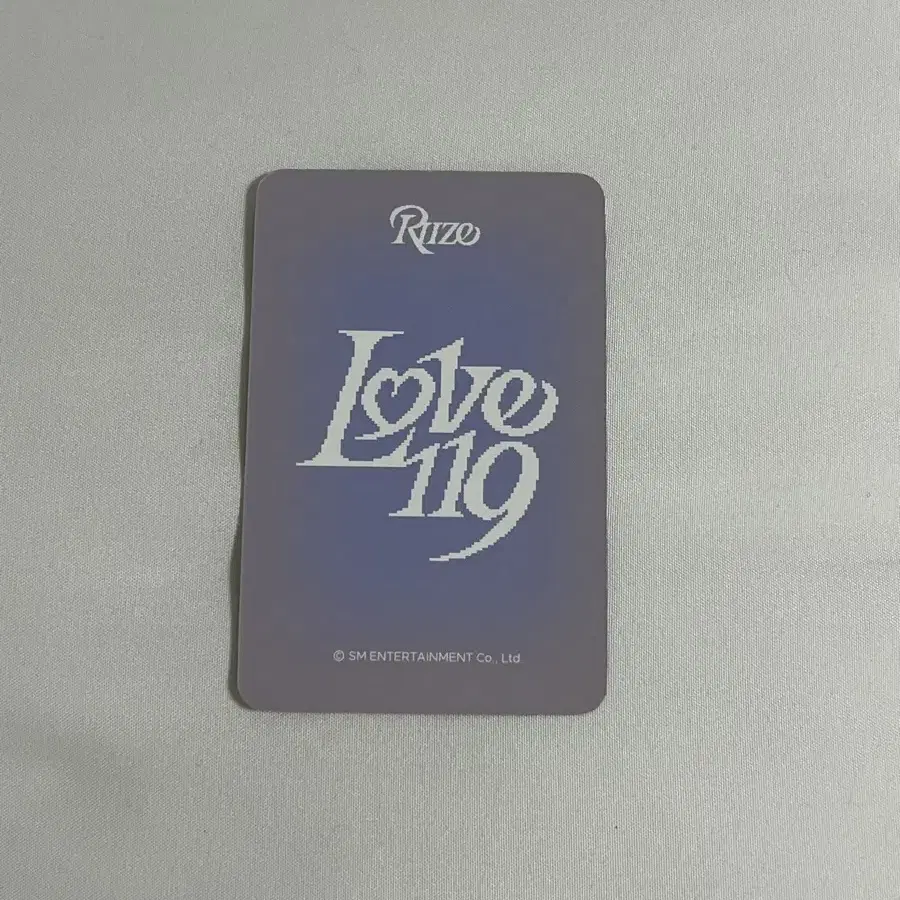 RIIZE
Love
119
© SM ENTERTAINMENT Co., Ltd